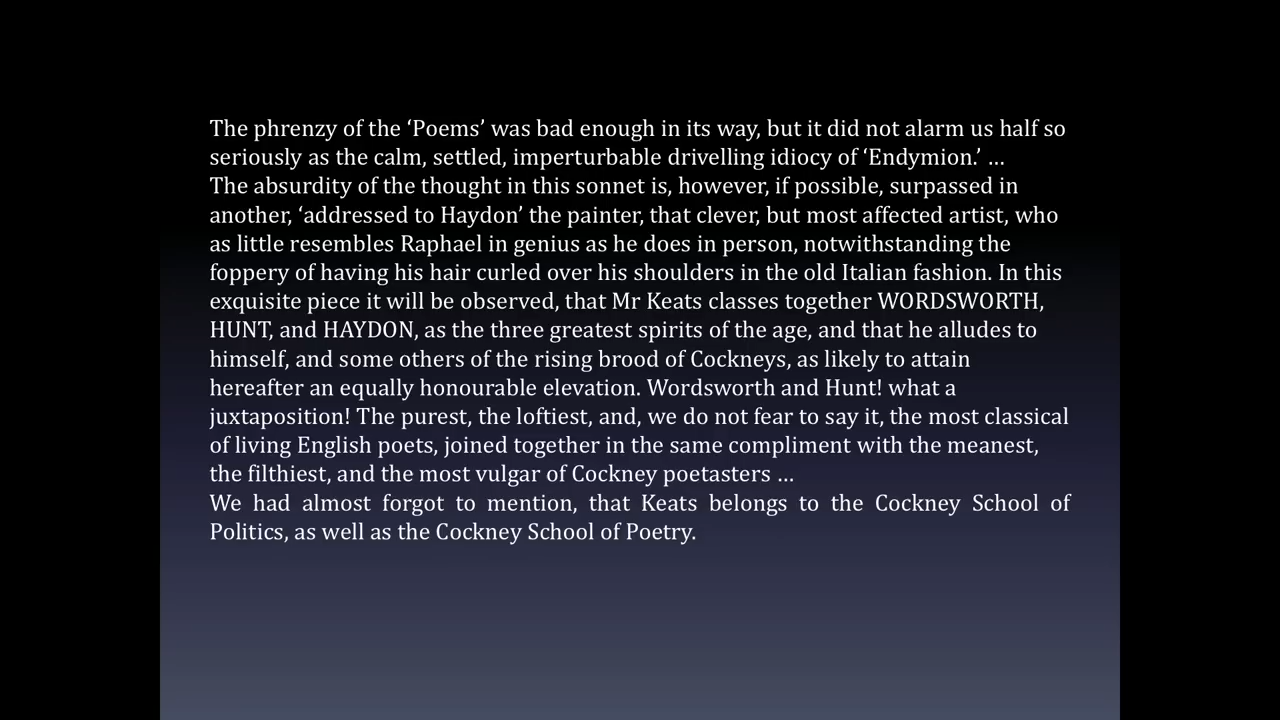 The phrenzy of the ‘Poems’ was bad enough in its way, but it did not alarm us half so
seriously as the calm, settled, imperturbable drivelling idiocy of ‘Endymion.’ …
The absurdity of the thought in this sonnet is, however, if possible, surpassed in
another, ‘addressed to Haydon’ the painter, that clever, but most affected artist, who
as little resembles Raphael in genius as he does in person, notwithstanding the
foppery of having his hair curled over his shoulders in the old Italian fashion. In this
exquisite piece it will be observed, that Mr Keats classes together WORDSWORTH,
HUNT, and HAYDON, as the three greatest spirits of the age, and that he alludes to
himself, and some others of the rising brood of Cockneys, as likely to attain
hereafter an equally honourable elevation. Wordsworth and Hunt! what a
juxtaposition! The purest, the loftiest, and, we do not fear to say it, the most classical
of living English poets, joined together in the same compliment with the meanest,
the filthiest, and the most vulgar of Cockney poetasters …
We had almost forgot to mention, that Keats belongs to the Cockney School of
Politics, as well as the Cockney School of Poetry.